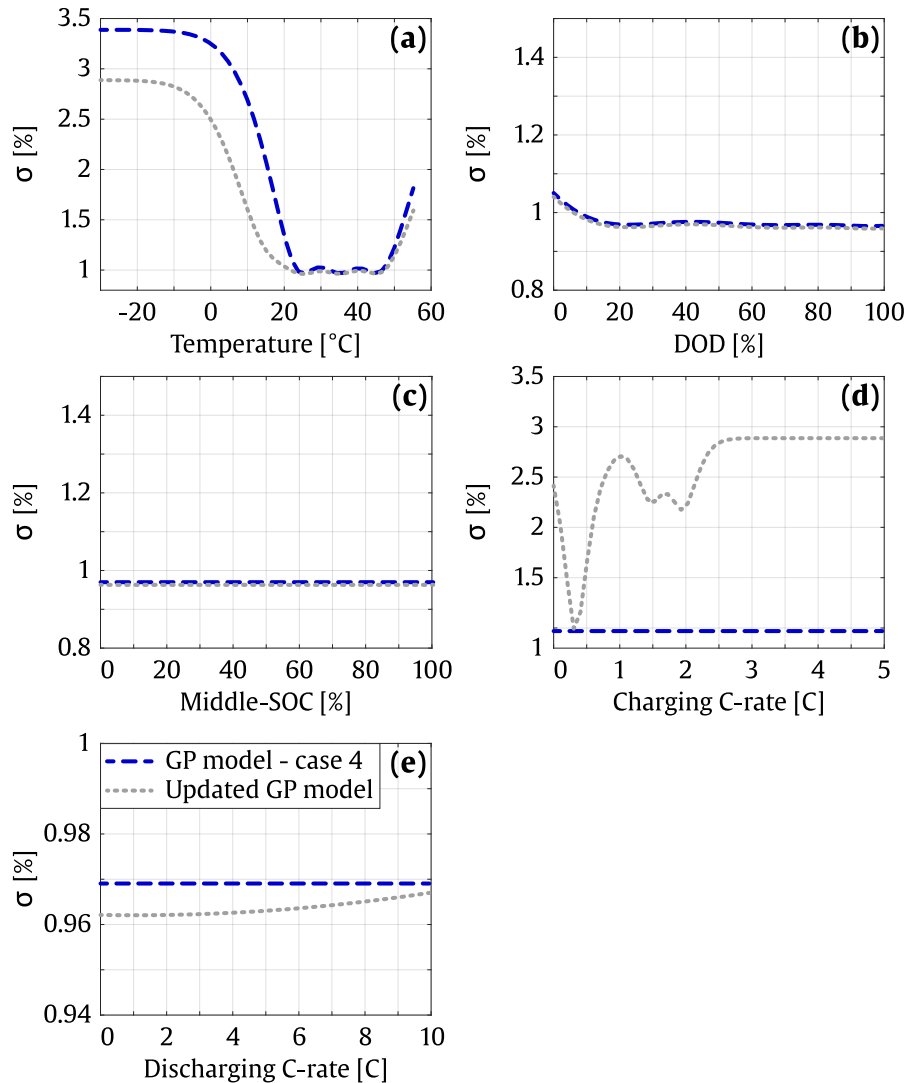 3.5
3
2.5
2
1.5
1
σ [%]
(a)
-20 0 20 40 60
Temperature [°C]
1.4
1.2
1
0.8
σ [%]
(b)
0 20 40 60 80 100
DOD [%]
1.4
1.2
1
0.8
σ [%]
(c)
0 20 40 60 80 100
Middle-SOC [%]
3.5
3
2.5
2
1.5
1
σ [%]
(d)
0 1 2 3 4 5
Charging C-rate [C]
1
0.98
0.96
0.94
σ [%]
GP model - case 4
Updated GP model
(e)
0 2 4 6 8 10
Discharging C-rate [C]